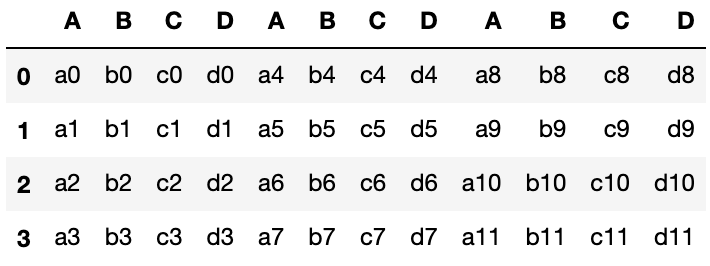 A B C D A B C D A B C D
0 a0 b0 c0 d0 a4 b4 c4 d4 a8 b8 c8 d8
1 a1 b1 c1 d1 a5 b5 c5 d5 a9 b9 c9 d9
2 a2 b2 c2 d2 a6 b6 c6 d6 a10 b10 c10 d10
3 a3 b3 c3 d3 a7 b7 c7 d7 a11 b11 c11 d11